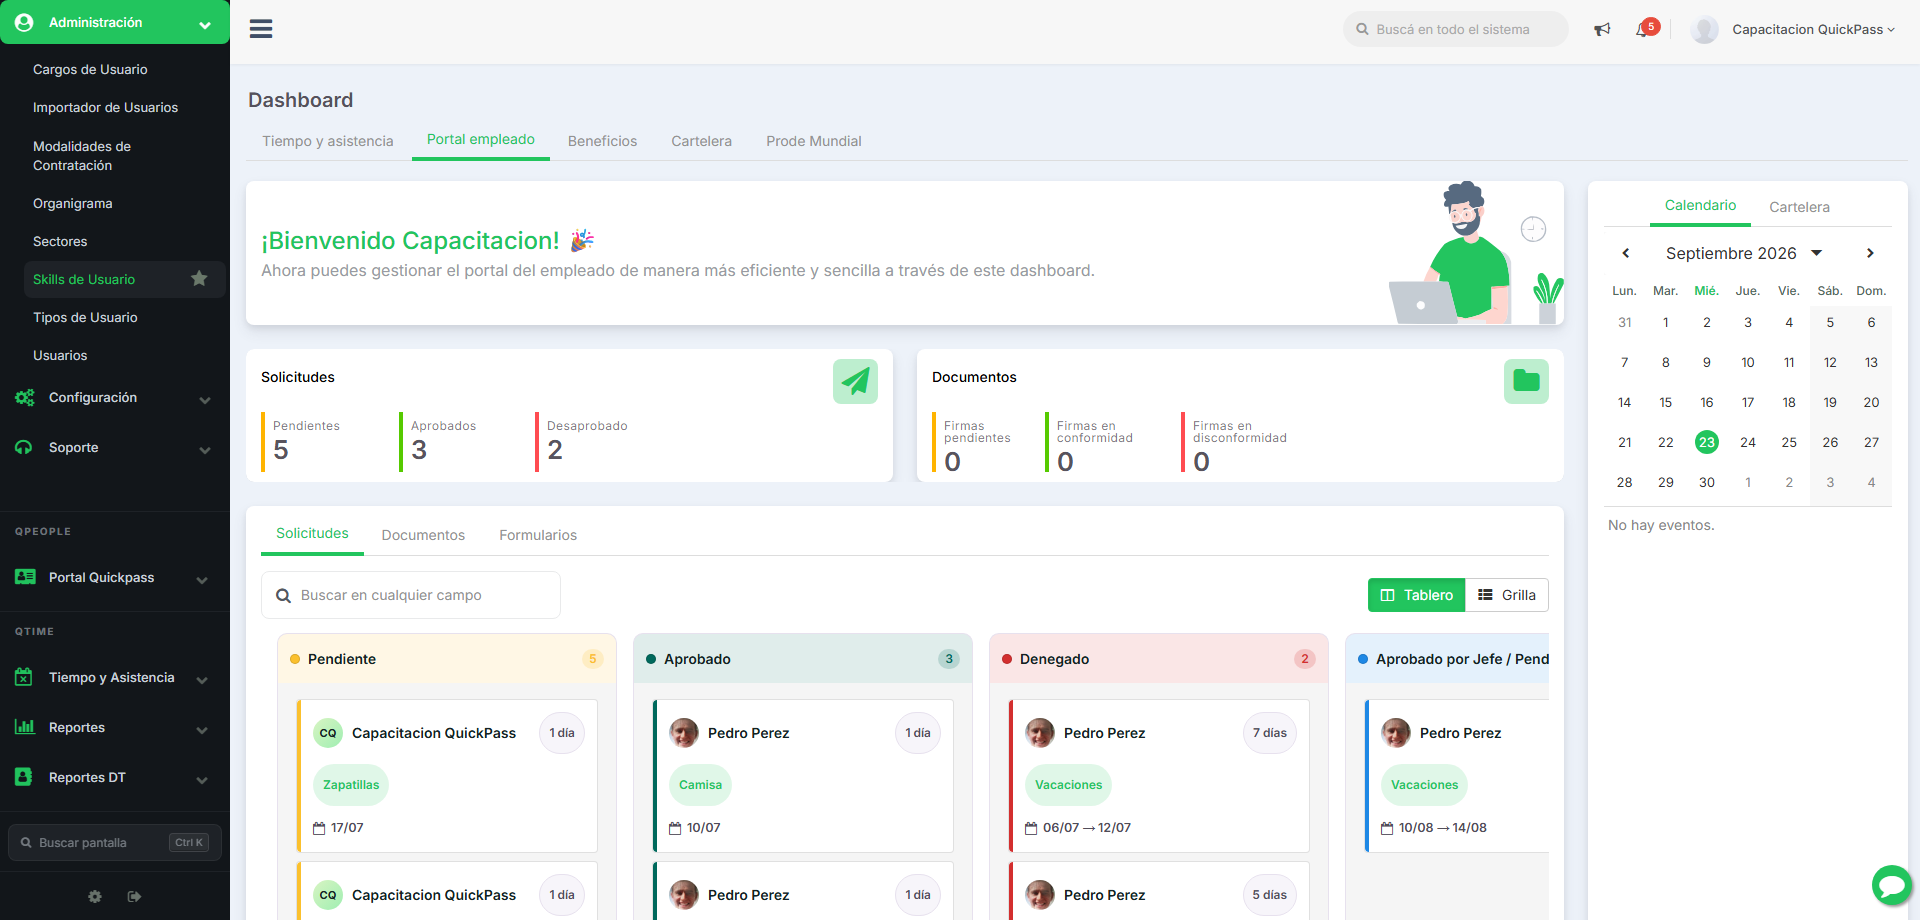 Administración
Cargos de Usuario
Importador de Usuarios
Modalidades de
Contratación
Organigrama
Sectores
Skills de Usuario
Tipos de Usuario
Usuarios
Configuración
Soporte
QPEOPLE
Portal Quickpass
QTIME
Tiempo y Asistencia
Reportes
Reportes DT
Buscar pantalla Ctrl K
Buscá en todo el sistema
5
Capacitacion QuickPass
Dashboard
Tiempo y asistencia Portal empleado Beneficios Cartelera Prode Mundial
¡Bienvenido Capacitacion!
Ahora puedes gestionar el portal del empleado de manera más eficiente y sencilla a través de este dashboard.
Solicitudes
Pendientes
5
Aprobados
3
Desaprobado
2
Documentos
Firmas
pendientes
0
Firmas en
conformidad
0
Firmas en
disconformidad
0
Solicitudes Documentos Formularios
Buscar en cualquier campo
Tablero Grilla
Pendiente 5
CQ Capacitacion QuickPass 1 día
Zapatillas
17/07
CQ Capacitacion QuickPass 1 día
Aprobado 3
Pedro Perez 1 día
Camisa
10/07
Pedro Perez 1 día
Denegado 2
Pedro Perez 7 días
Vacaciones
06/07 → 12/07
Pedro Perez 5 días
Aprobado por Jefe / Pend
Pedro Perez
Vacaciones
10/08 → 14/08
Calendario Cartelera
Septiembre 2026
Lun. Mar. Mié. Jue. Vie. Sáb. Dom.
31 1 2 3 4 5 6
7 8 9 10 11 12 13
14 15 16 17 18 19 20
21 22 23 24 25 26 27
28 29 30 1 2 3 4
No hay eventos.